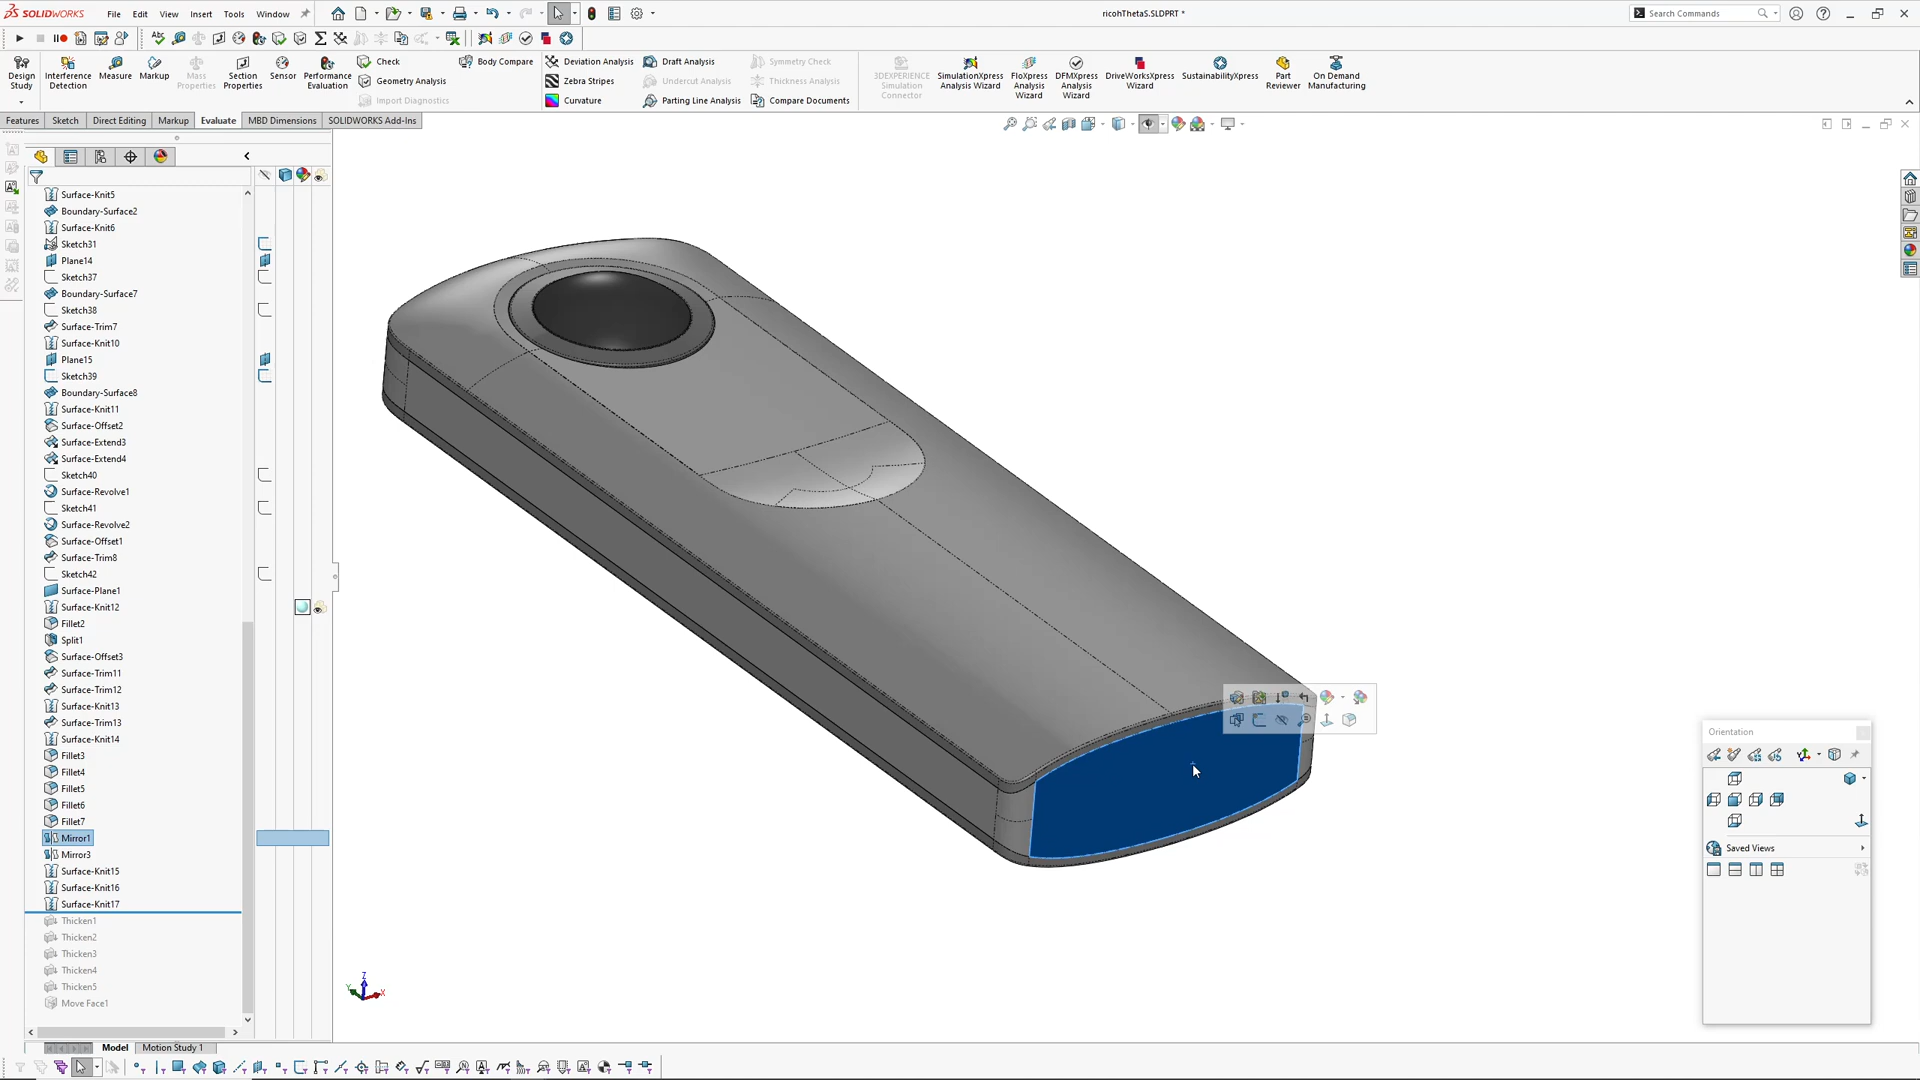 SOLIDWORKS File Edit View Insert Tools Window ricohThetaS.SLDPRT * Search Commands
Design Study
Interference Detection
Measure
Markup
Mass Properties
Section Properties
Sensor
Performance Evaluation
Check
Geometry Analysis
Import Diagnostics
Body Compare
Deviation Analysis
Zebra Stripes
Curvature
Draft Analysis
Undercut Analysis
Parting Line Analysis
Symmetry Check
Thickness Analysis
Compare Documents
3DEXPERIENCE Simulation Connector
SimulationXpress Analysis Wizard
FloXpress Analysis Wizard
DFMXpress Analysis Wizard
DriveWorksXpress Wizard
SustainabilityXpress
Part Reviewer
On Demand Manufacturing
Features Sketch Direct Editing Markup Evaluate MBD Dimensions SOLIDWORKS Add-Ins
Surface-Knit5
Boundary-Surface2
Surface-Knit6
Sketch31
Plane14
Sketch37
Boundary-Surface7
Sketch38
Surface-Trim7
Surface-Knit10
Plane15
Sketch39
Boundary-Surface8
Surface-Knit11
Surface-Offset2
Surface-Extend3
Surface-Extend4
Sketch40
Surface-Revolve1
Sketch41
Surface-Revolve2
Surface-Offset1
Surface-Trim8
Sketch42
Surface-Plane1
Surface-Knit12
Fillet2
Split1
Surface-Offset3
Surface-Trim11
Surface-Trim12
Surface-Knit13
Surface-Trim13
Surface-Knit14
Fillet3
Fillet4
Fillet5
Fillet6
Fillet7
Mirror1
Mirror3
Surface-Knit15
Surface-Knit16
Surface-Knit17
Thicken1
Thicken2
Thicken3
Thicken4
Thicken5
Move Face1
Orientation
Saved Views
Z
Y
X
Model Motion Study 1